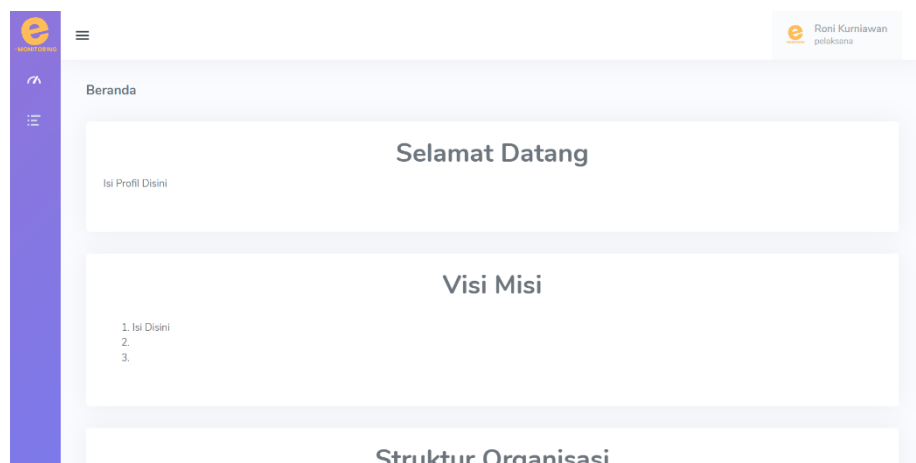 e
-MONITORING
Roni Kurniawan
pelaksana
Beranda
Selamat Datang
Isi Profil Disini
Visi Misi
1. Isi Disini
2.
3.
Struktur Organisasi